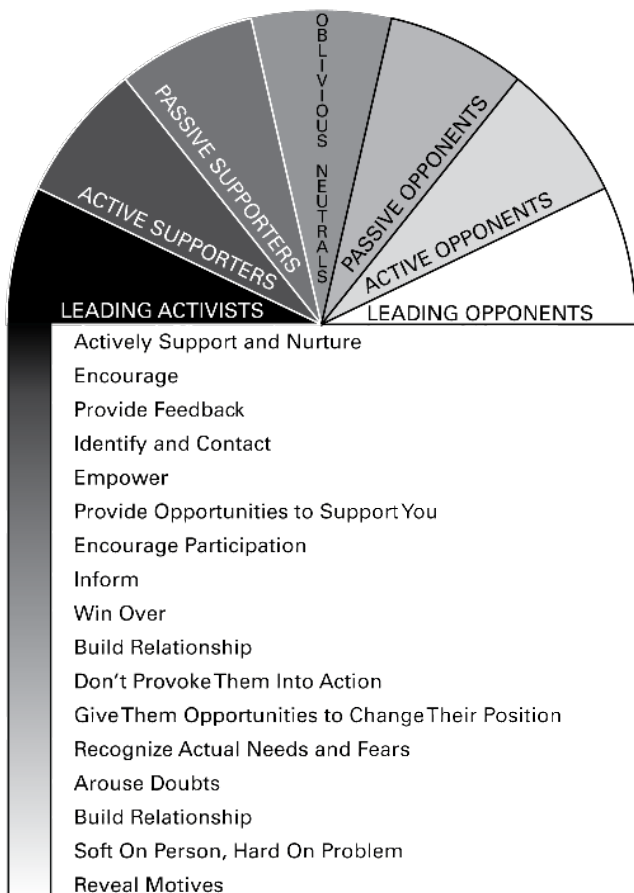 LEADING ACTIVISTS
ACTIVE SUPPORTERS
PASSIVE SUPPORTERS
OBLIVIOUS NEUTRALS
PASSIVE OPPONENTS
ACTIVE OPPONENTS
LEADING OPPONENTS
Actively Support and Nurture
Encourage
Provide Feedback
Identify and Contact
Empower
Provide Opportunities to Support You
Encourage Participation
Inform
Win Over
Build Relationship
Don't Provoke Them Into Action
Give Them Opportunities to Change Their Position
Recognize Actual Needs and Fears
Arouse Doubts
Build Relationship
Soft On Person, Hard On Problem
Reveal Motives